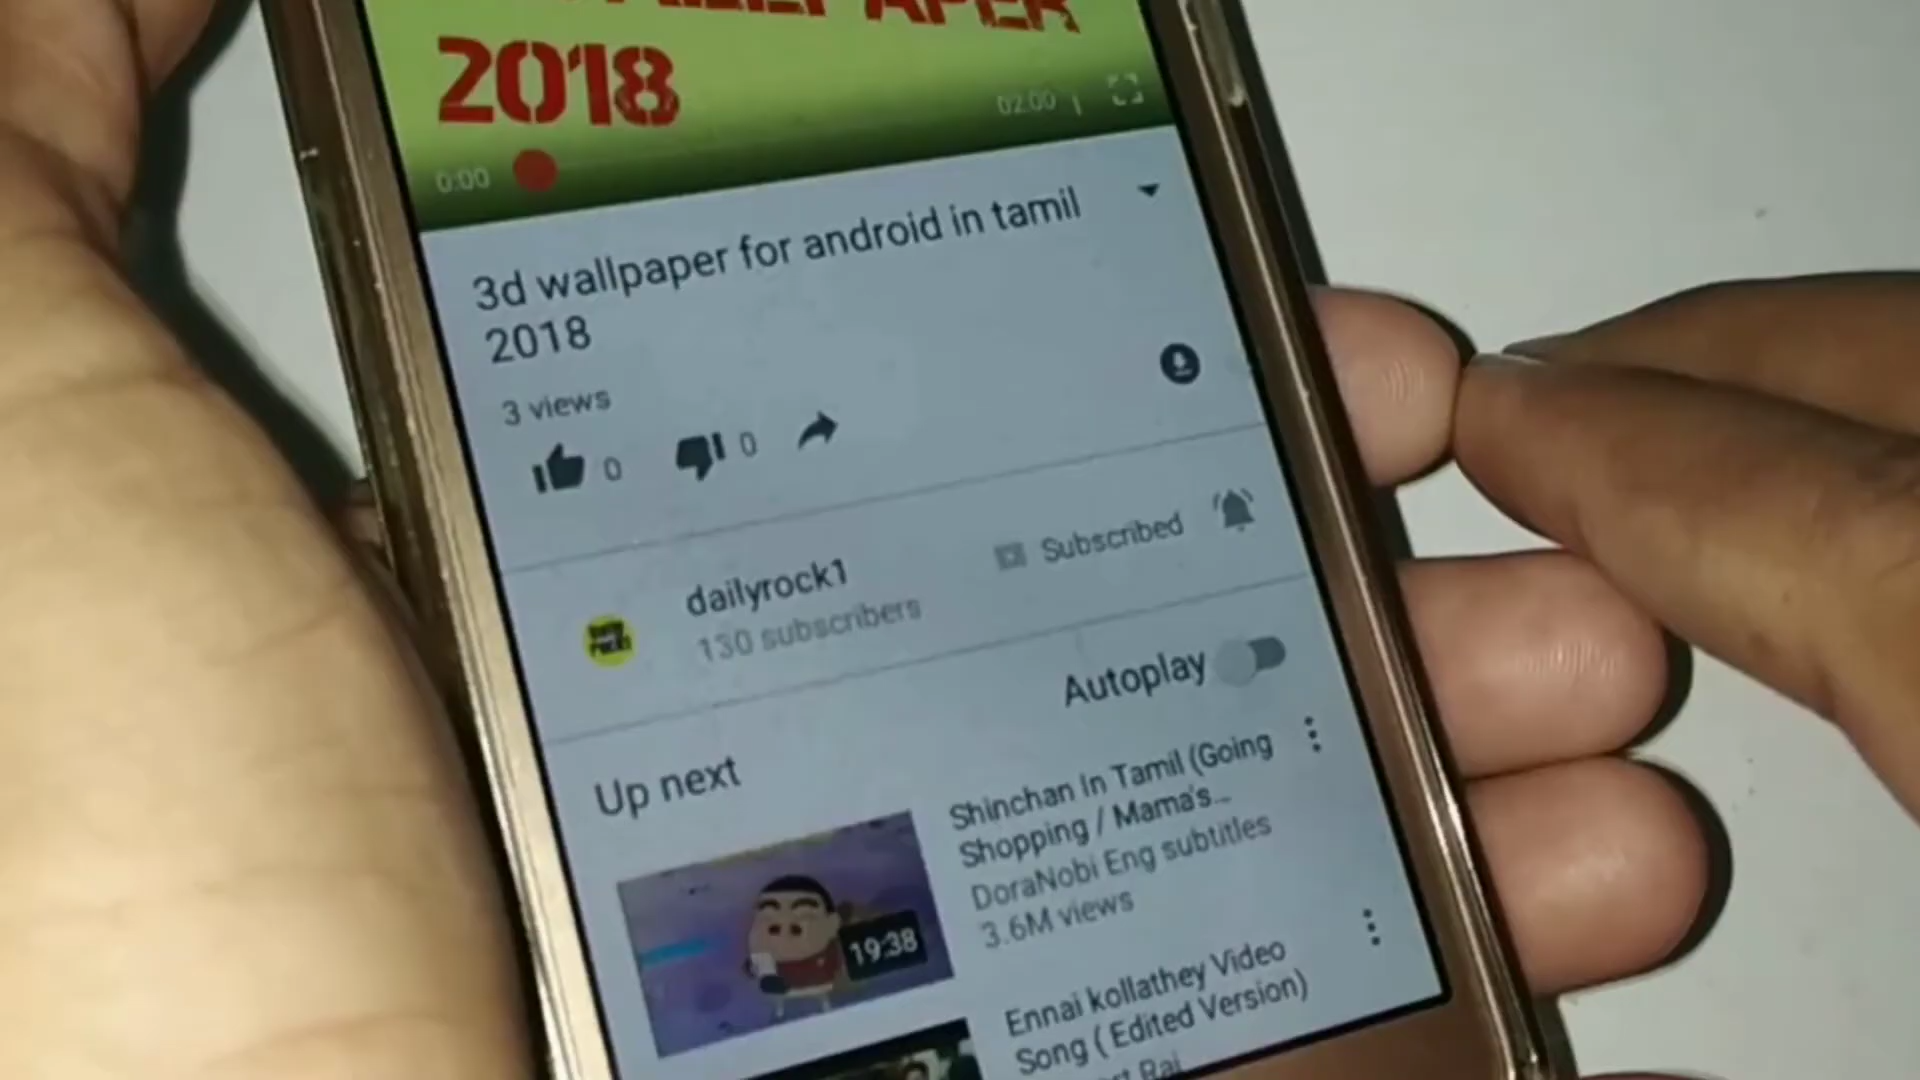 WALLPAPER
2018
02:00
0:00
3d wallpaper for android in tamil
2018
3 views
0 0
dailyrock1
130 subscribers
Subscribed
Autoplay
Up next
19:38
Shinchan In Tamil (Going
Shopping / Mama's...
DoraNobi Eng subtitles
3.6M views
Ennai kollathey Video
Song ( Edited Version)